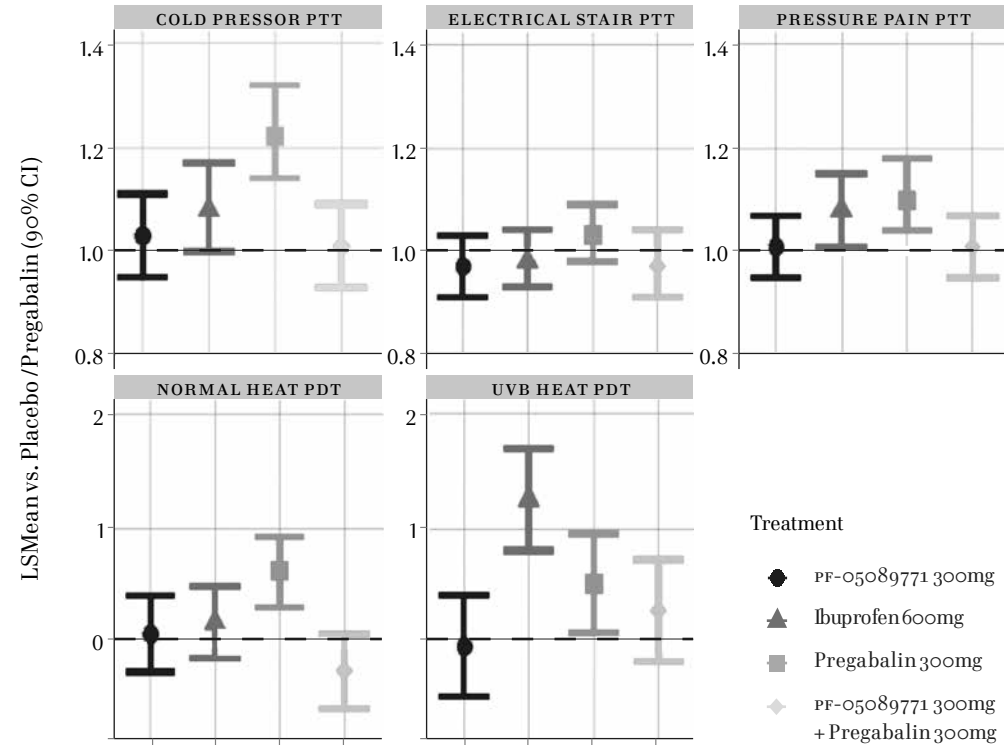 COLD PRESSOR PTT
ELECTRICAL STAIR PTT
PRESSURE PAIN PTT
1.4
1.2
1.0
0.8
1.4
1.2
1.0
0.8
1.4
1.2
1.0
0.8
LSMean vs. Placebo / Pregabalin (90% CI)
NORMAL HEAT PDT
UVB HEAT PDT
2
1
0
2
1
0
Treatment
PF-05089771 300mg
Ibuprofen 600mg
Pregabalin 300mg
PF-05089771 300mg
+ Pregabalin 300mg